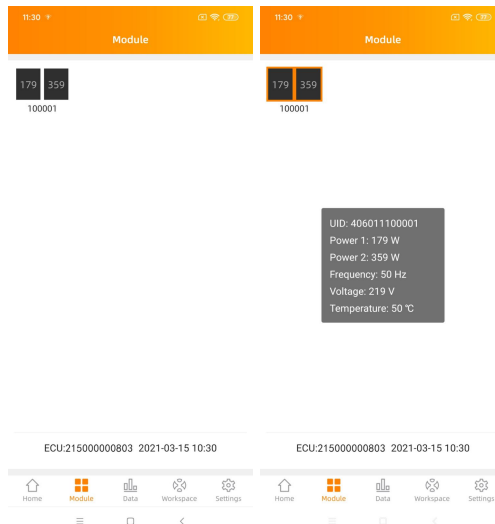 11:30
77
Module
179 359
100001
ECU:215000000803 2021-03-15 10:30
Home
Module
Data
Workspace
Settings
11:30
77
Module
179 359
100001
UID: 406011100001
Power 1: 179 W
Power 2: 359 W
Frequency: 50 Hz
Voltage: 219 V
Temperature: 50 ℃
ECU:215000000803 2021-03-15 10:30
Home
Module
Data
Workspace
Settings